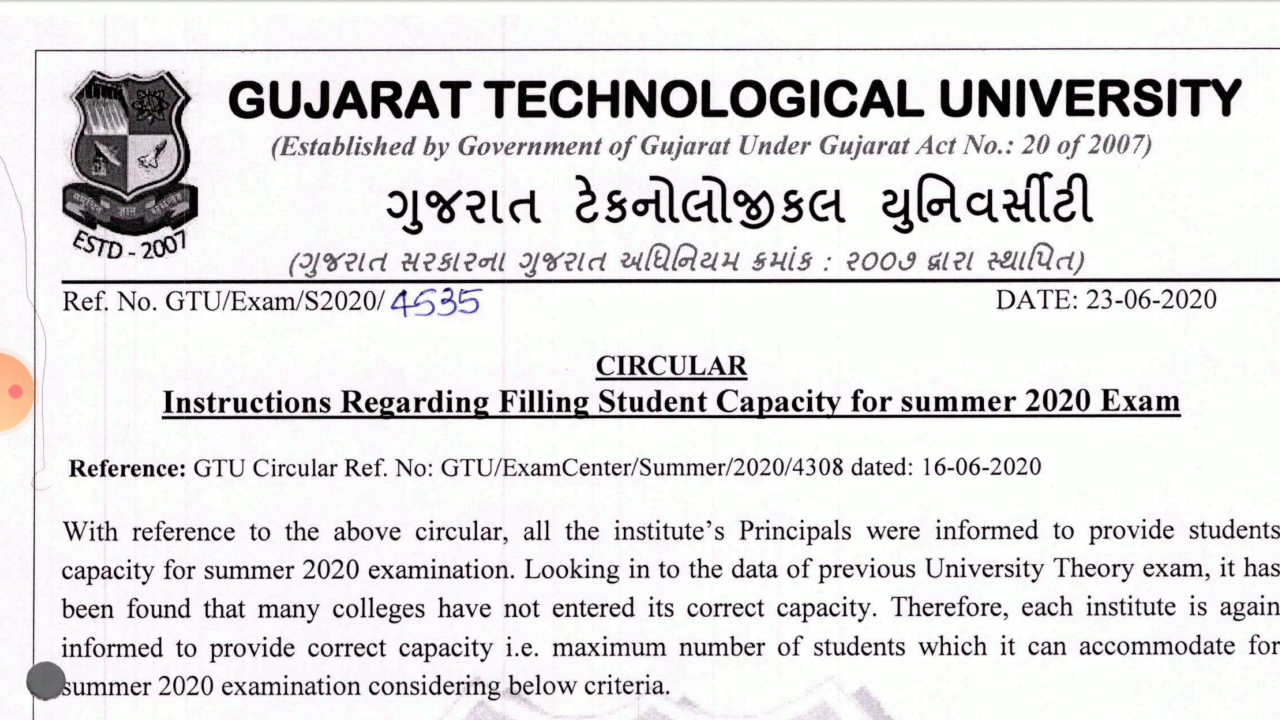 GUJARAT TECHNOLOGICAL UNIVERSITY
(Established by Government of Gujarat Under Gujarat Act No.: 20 of 2007)
ગુજરાત ટેકનોલોજીકલ યુનિવર્સીટી
(ગુજરાત સરકારના ગુજરાત અધિનિયમ ક્રમાંક : ૨૦૦૭ દ્વારા સ્થાપિત)
ESTD - 2007
Ref. No. GTU/Exam/S2020/ 4535
DATE: 23-06-2020
CIRCULAR
Instructions Regarding Filling Student Capacity for summer 2020 Exam
Reference: GTU Circular Ref. No: GTU/ExamCenter/Summer/2020/4308 dated: 16-06-2020
With reference to the above circular, all the institute's Principals were informed to provide students
capacity for summer 2020 examination. Looking in to the data of previous University Theory exam, it has
been found that many colleges have not entered its correct capacity. Therefore, each institute is again
informed to provide correct capacity i.e. maximum number of students which it can accommodate for
summer 2020 examination considering below criteria.